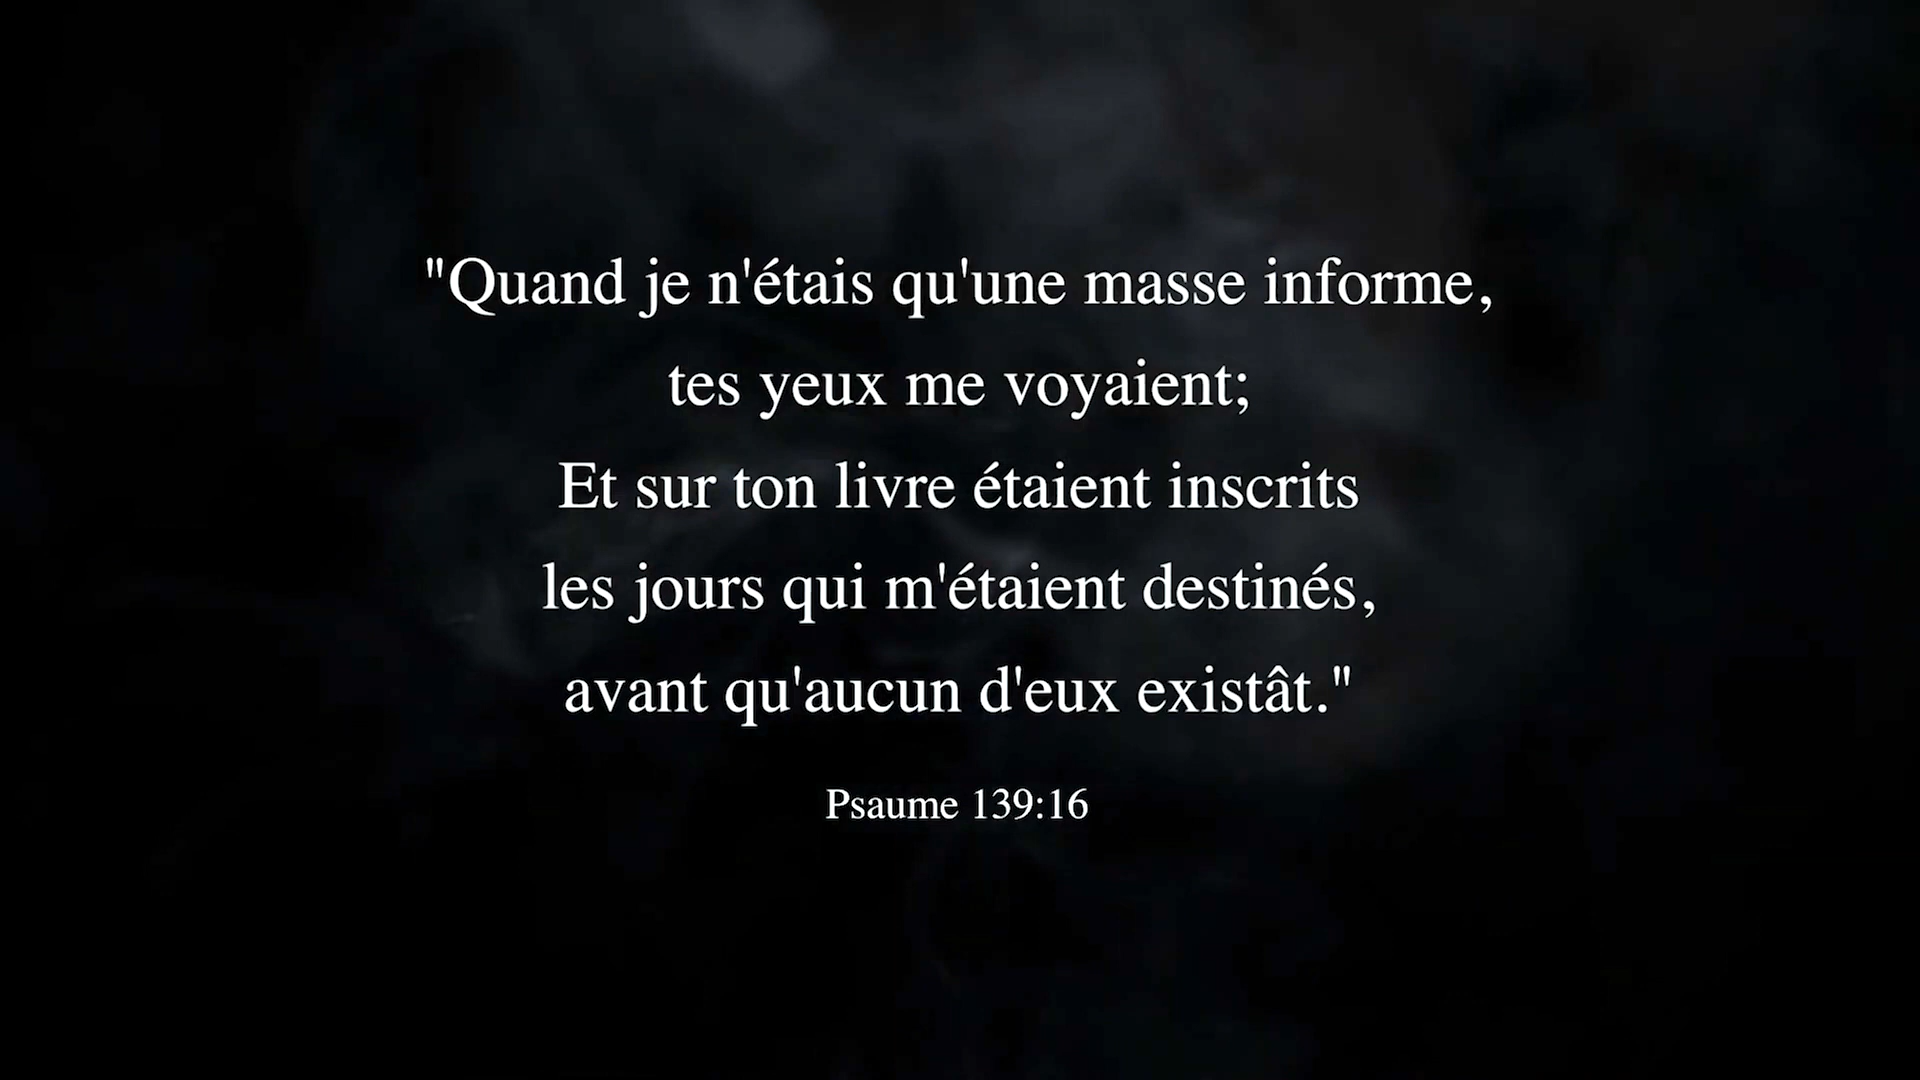 "Quand je n'étais qu'une masse informe,
tes yeux me voyaient;
Et sur ton livre étaient inscrits
les jours qui m'étaient destinés,
avant qu'aucun d'eux existât."
Psaume 139:16